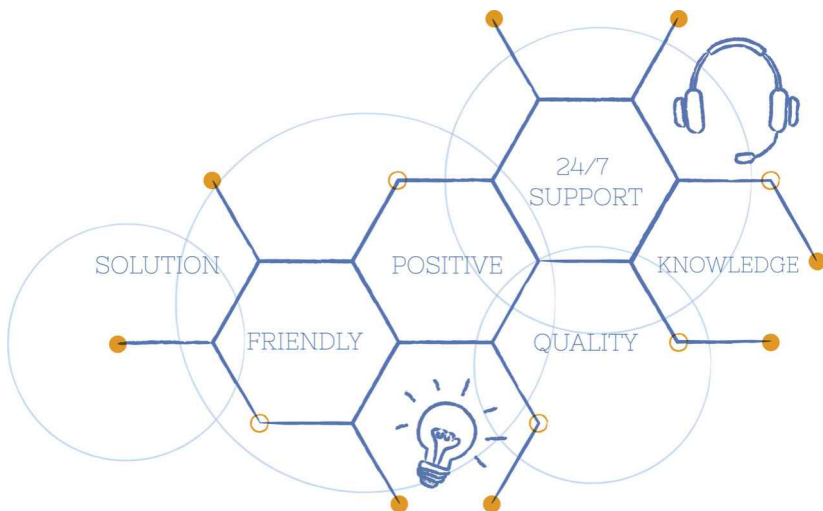 24/7
SUPPORT
SOLUTION
POSITIVE
KNOWLEDGE
FRIENDLY
QUALITY